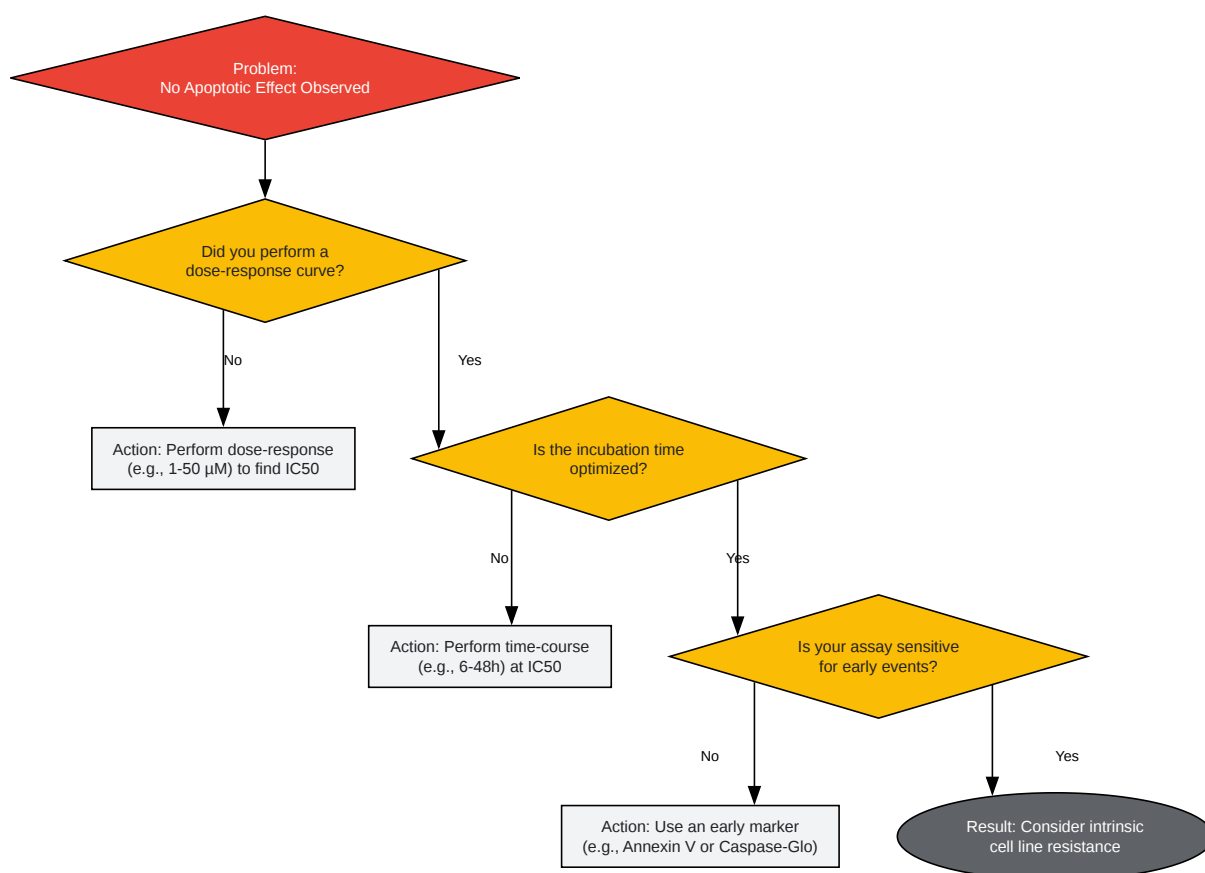 Problem:
No Apoptotic Effect Observed
Did you perform a
dose-response curve?
No
Yes
Action: Perform dose-response
(e.g., 1-50 µM) to find IC50
Is the incubation time
optimized?
No
Yes
Action: Perform time-course
(e.g., 6-48h) at IC50
Is your assay sensitive
for early events?
No
Yes
Action: Use an early marker
(e.g., Annexin V or Caspase-Glo)
Result: Consider intrinsic
cell line resistance